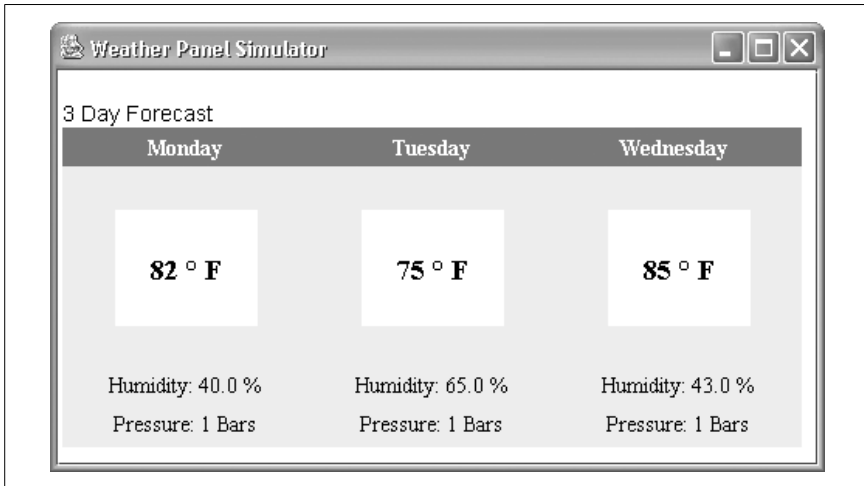 Weather Panel Simulator
3 Day Forecast
Monday Tuesday Wednesday
82 ° F 75 ° F 85 ° F
Humidity: 40.0 % Humidity: 65.0 % Humidity: 43.0 %
Pressure: 1 Bars Pressure: 1 Bars Pressure: 1 Bars